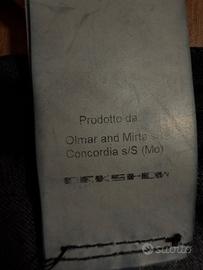 Prodotto da
Olmar and Mirta
Concordia s/S (Mo)
subito